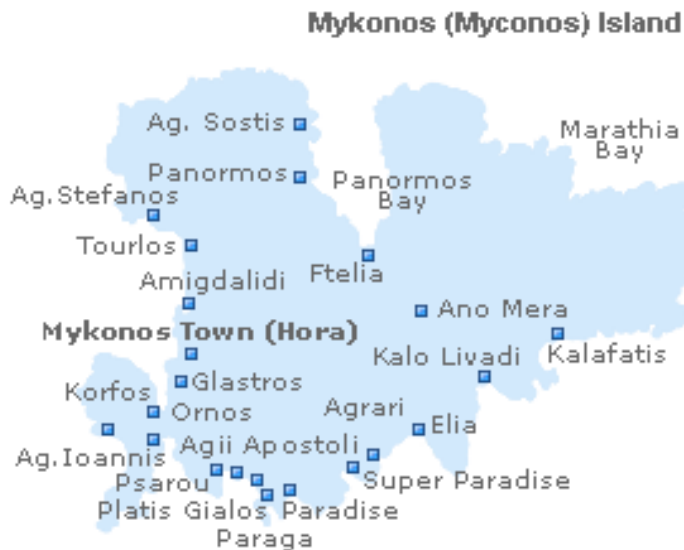 Mykonos (Myconos) Island
Ag. Sostis
Marathia
Bay
Panormos
Panormos
Bay
Ag.Stefanos
Tourlos
Ftelia
Amigdalidi
Ano Mera
Mykonos Town (Hora)
Kalo Livadi
Kalafatis
Glastros
Korfos
Ornos
Agrari
Elia
Agii Apostoli
Ag.Ioannis
Psarou
Super Paradise
Platis Gialos
Paradise
Paraga